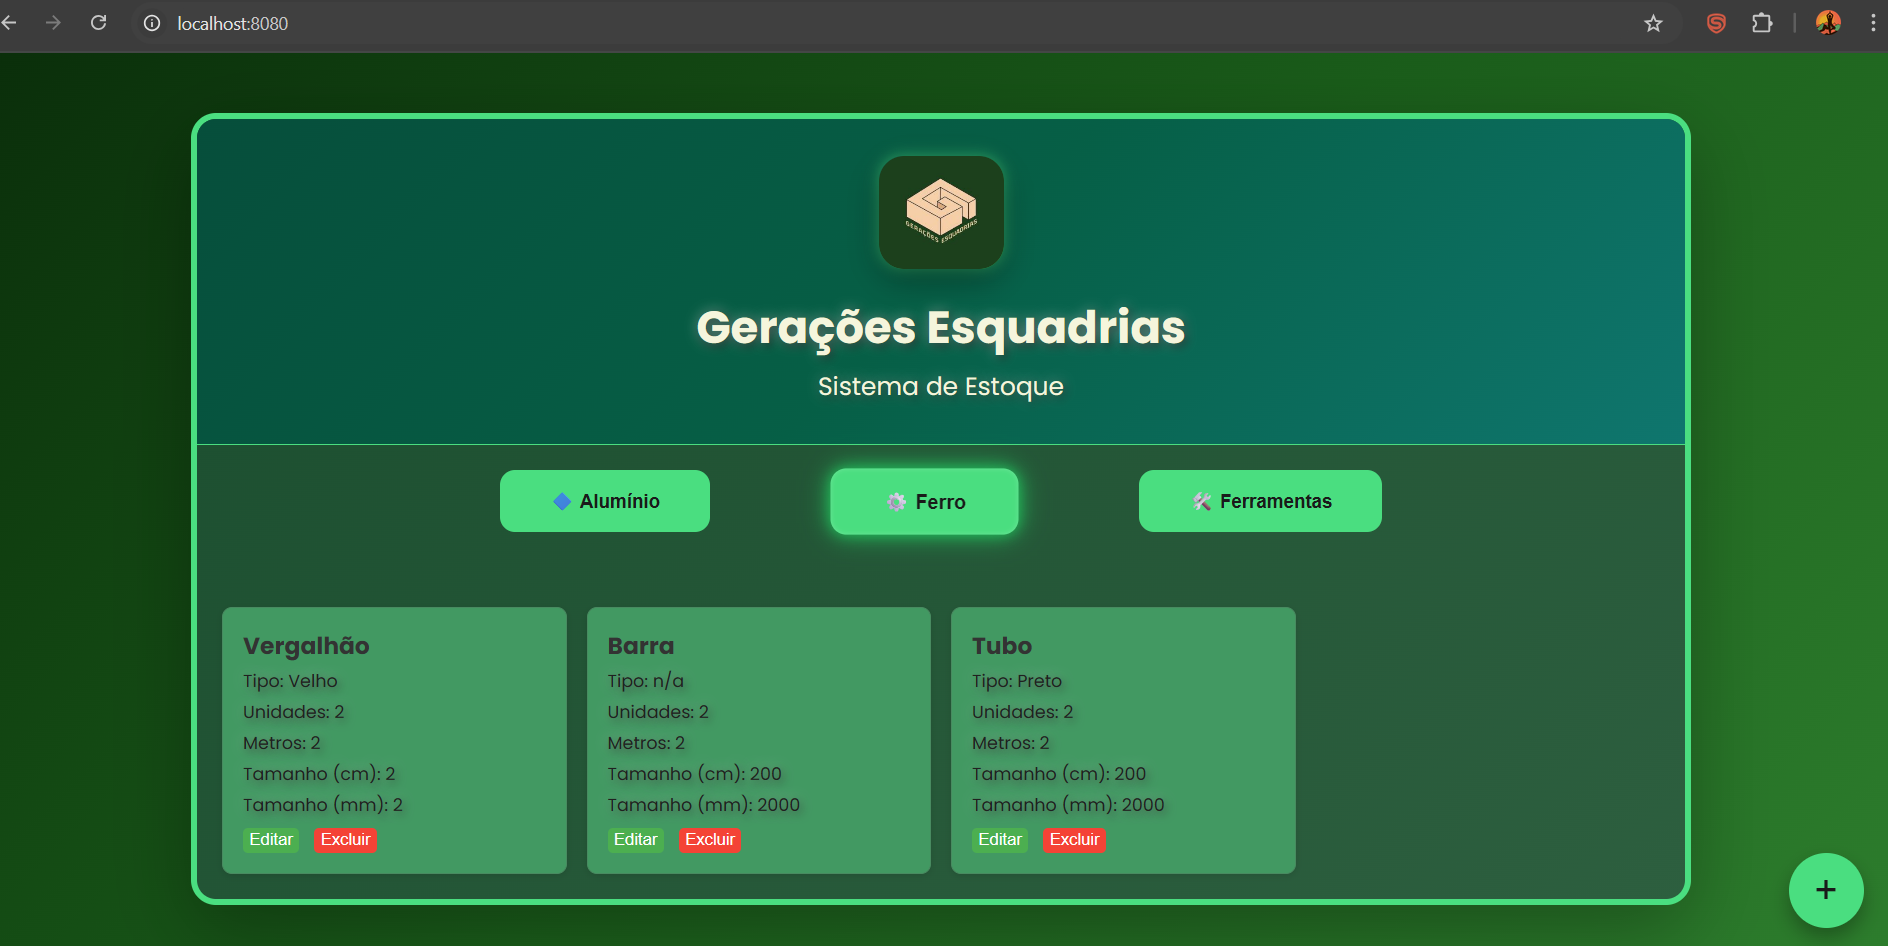 localhost:8080
GERAÇÕES ESQUADRIAS
Gerações Esquadrias
Sistema de Estoque
Alumínio
Ferro
Ferramentas
Vergalhão
Tipo: Velho
Unidades: 2
Metros: 2
Tamanho (cm): 2
Tamanho (mm): 2
Editar Excluir
Barra
Tipo: n/a
Unidades: 2
Metros: 2
Tamanho (cm): 200
Tamanho (mm): 2000
Editar Excluir
Tubo
Tipo: Preto
Unidades: 2
Metros: 2
Tamanho (cm): 200
Tamanho (mm): 2000
Editar Excluir
+